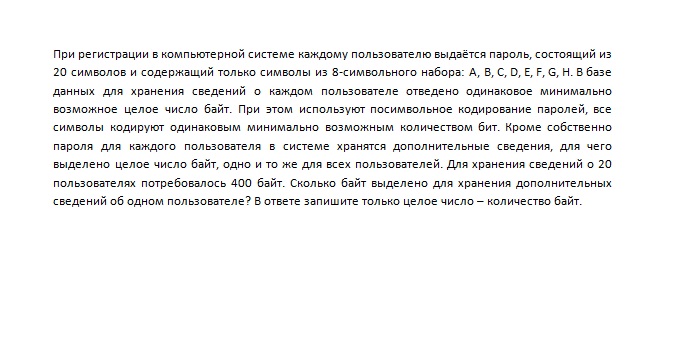 При регистрации в компьютерной системе каждому пользователю выдаётся пароль, состоящий из
20 символов и содержащий только символы из 8-символьного набора: A, B, C, D, E, F, G, H. В базе
данных для хранения сведений о каждом пользователе отведено одинаковое минимально
возможное целое число байт. При этом используют посимвольное кодирование паролей, все
символы кодируют одинаковым минимально возможным количеством бит. Кроме собственно
пароля для каждого пользователя в системе хранятся дополнительные сведения, для чего
выделено целое число байт, одно и то же для всех пользователей. Для хранения сведений о 20
пользователях потребовалось 400 байт. Сколько байт выделено для хранения дополнительных
сведений об одном пользователе? В ответе запишите только целое число – количество байт.